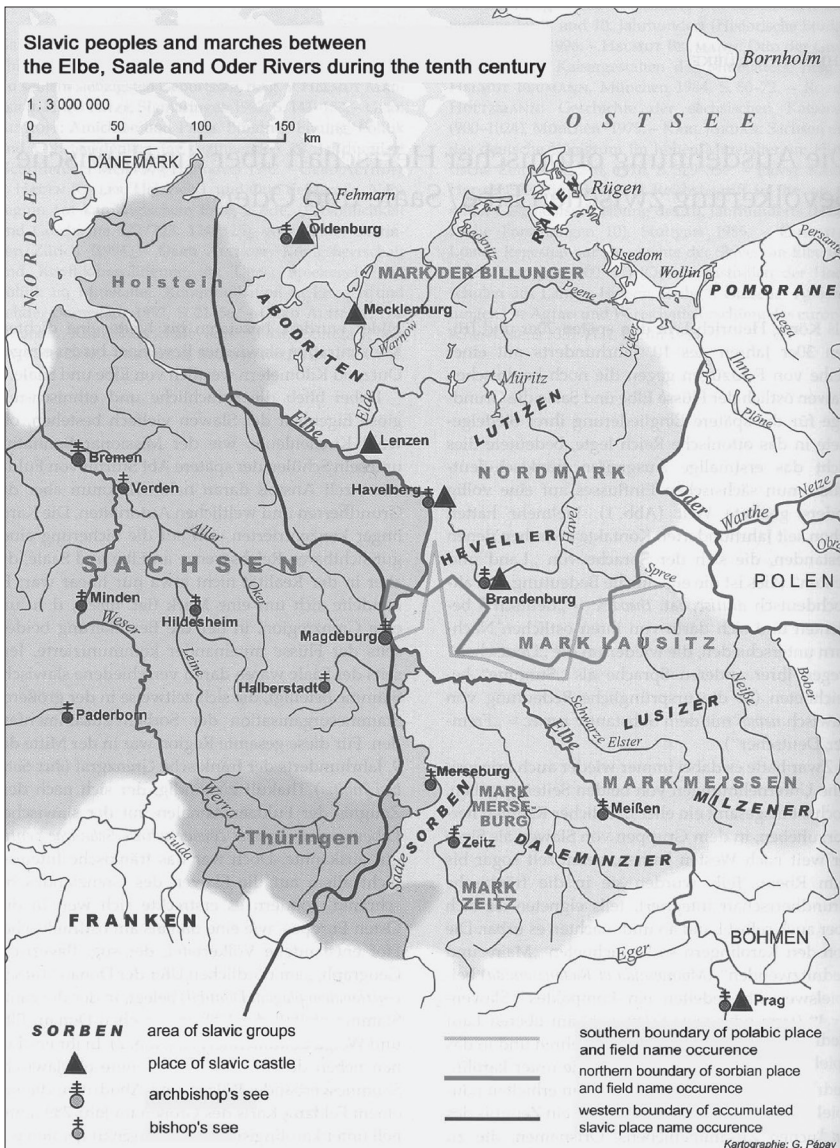 Slavic peoples and marches between
the Elbe, Saale and Oder Rivers during the tenth century
1 : 3 000 000
0 50 100 150
km
Bornholm
OSTSEE
NORDSEE
DÄNEMARK
Fehmarn
Oldenburg
Rügen
RANEN
Holstein
ABODRITEN
MARK DER BILLUNGER
Recknitz
Usedom
Wollin
Persante
POMORANEN
Mecklenburg
Warnow
Peene
Rega
Ucker
Ihna
Plöne
Müritz
LUTIZEN
Elbe
Elde
Lenzen
Bremen
Verden
Havelberg
NORDMARK
Oder
Warthe
Netze
Aller
HEVELLER
Havel
Obra
SACHSEN
Oker
Spree
POLEN
Minden
Hildesheim
Brandenburg
Weser
Leine
Magdeburg
MARK LAUSITZ
Halberstadt
Bober
Neiße
Paderborn
LUSIZER
Schwarze
Elster
Elbe
Merseburg
MARK MEISSEN
MILZENER
MARK
MERSE-
BURG
Meißen
Werra
SORBEN
Fulda
Thüringen
Zeitz
DALEMINZIER
Saale
MARK
ZEITZ
FRANKEN
Eger
BÖHMEN
Prag
SORBEN area of slavic groups
place of slavic castle
archbishop's see
bishop's see
southern boundary of polabic place
and field name occurence
northern boundary of sorbian place
and field name occurence
western boundary of accumulated
slavic place name occurence
Kartographie: G. Pápay